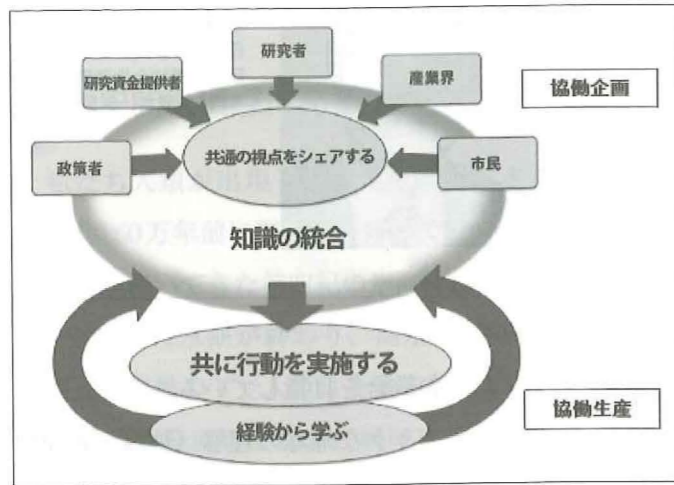 研究者
研究資金提供者
産業界
協働企画
政策者
共通の視点をシェアする
市民
知識の統合
共に行動を実施する
経験から学ぶ
協働生産